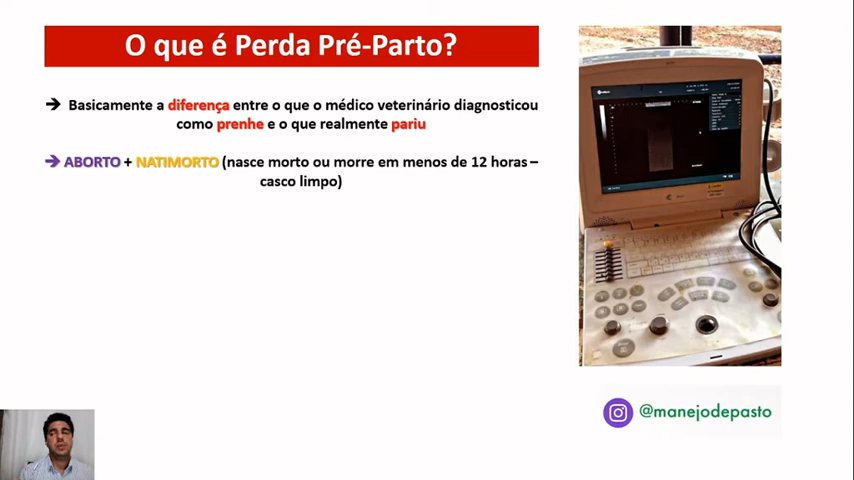 O que é Perda Pré-Parto?
➔ Basicamente a diferença entre o que o médico veterinário diagnosticou
como prenhe e o que realmente pariu
➔ ABORTO + NATIMORTO (nasce morto ou morre em menos de 12 horas –
casco limpo)
@manejodepasto